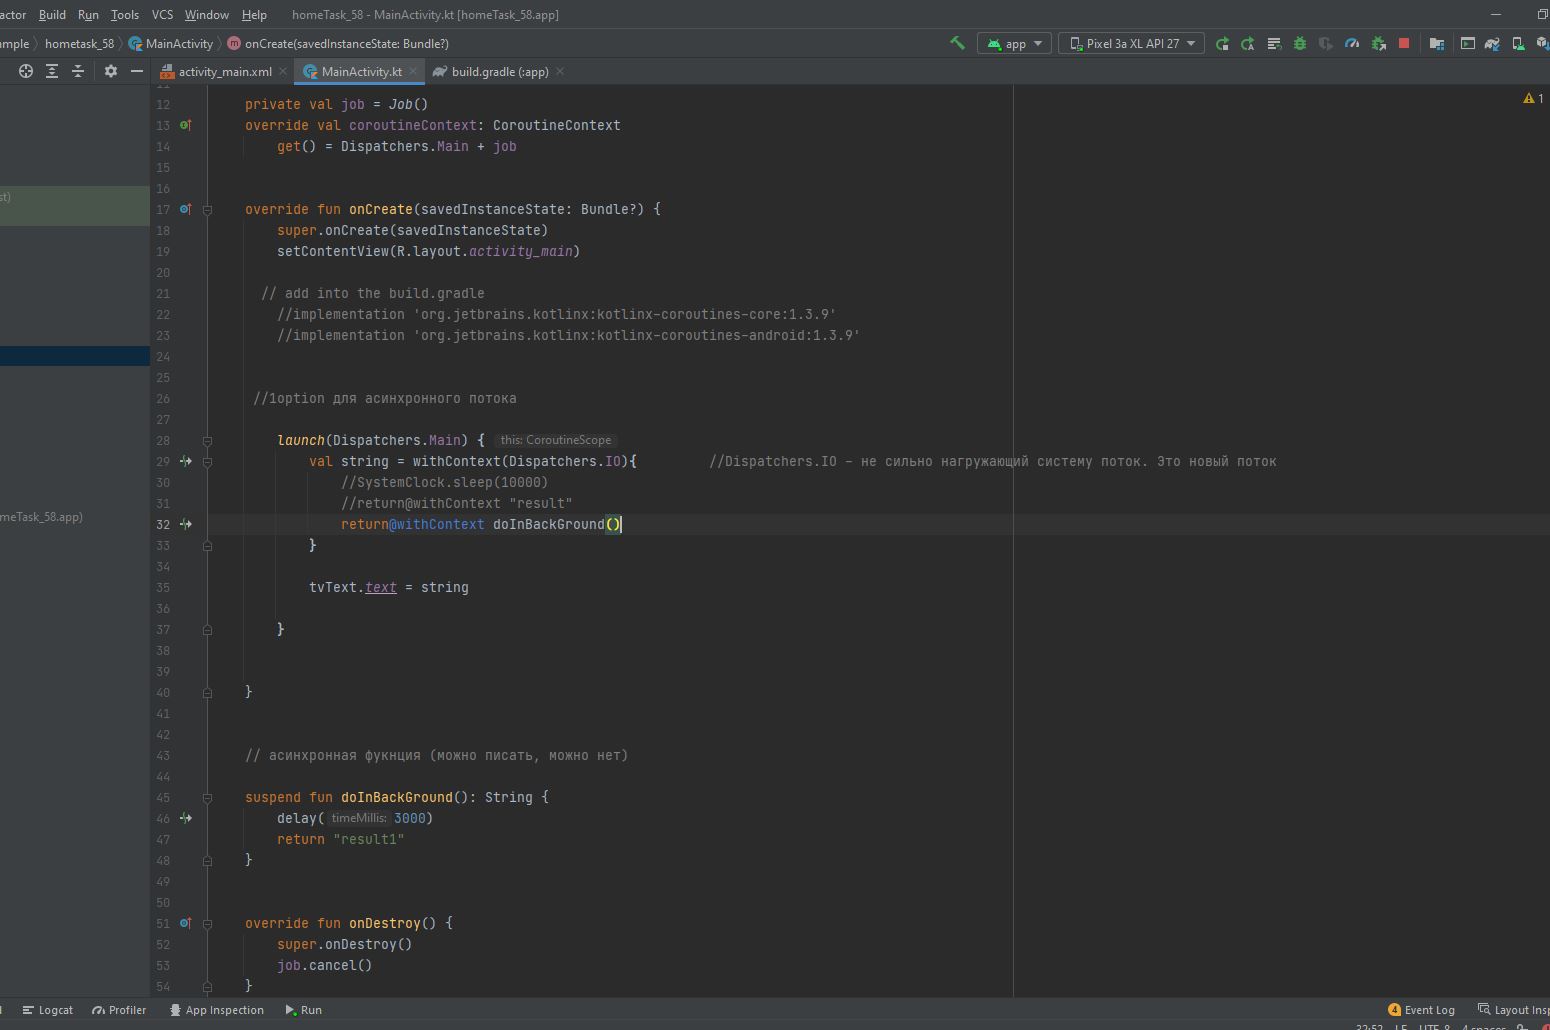 actor Build Run Tools VCS Window Help homeTask_58 - MainActivity.kt [homeTask_58.app]
mple hometask_58 MainActivity m onCreate(savedInstanceState: Bundle?) app Pixel 3a XL API 27
activity_main.xml MainActivity.kt build.gradle (:app)
12 private val job = Job() 1
13 override val coroutineContext: CoroutineContext
14 get() = Dispatchers.Main + job
15
16
st)
17 override fun onCreate(savedInstanceState: Bundle?) {
18 super.onCreate(savedInstanceState)
19 setContentView(R.layout.activity_main)
20
21 // add into the build.gradle
22 //implementation 'org.jetbrains.kotlinx:kotlinx-coroutines-core:1.3.9'
23 //implementation 'org.jetbrains.kotlinx:kotlinx-coroutines-android:1.3.9'
24
25
26 //1option для асинхронного потока
27
28 launch(Dispatchers.Main) { this: CoroutineScope
29 val string = withContext(Dispatchers.IO){ //Dispatchers.IO - не сильно нагружающий систему поток. Это новый поток
30 //SystemClock.sleep(10000)
31 //return@withContext "result"
meTask_58.app)
32 return@withContext doInBackGround()
33 }
34
35 tvText.text = string
36
37 }
38
39
40 }
41
42
43 // асинхронная фукнция (можно писать, можно нет)
44
45 suspend fun doInBackGround(): String {
46 delay( timeMillis: 3000)
47 return "result1"
48 }
49
50
51 override fun onDestroy() {
52 super.onDestroy()
53 job.cancel()
54 }
Logcat Profiler App Inspection Run 4 Event Log Layout Insp
32:52 LF UTF-8 4 spaces